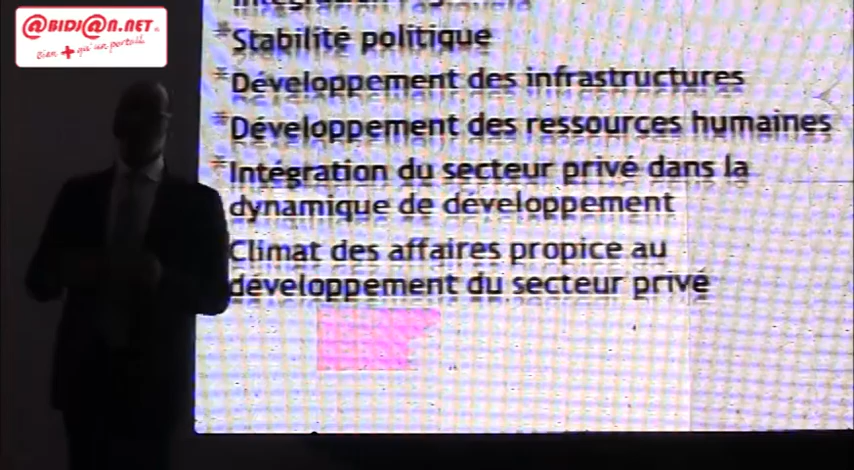 @BIDJ@N.NET
bien + qu'un portail
*Stabilité politique
*Développement des infrastructures
*Développement des ressources humaines
*Intégration du secteur privé dans la
dynamique de développement
Climat des affaires propice au
développement du secteur privé